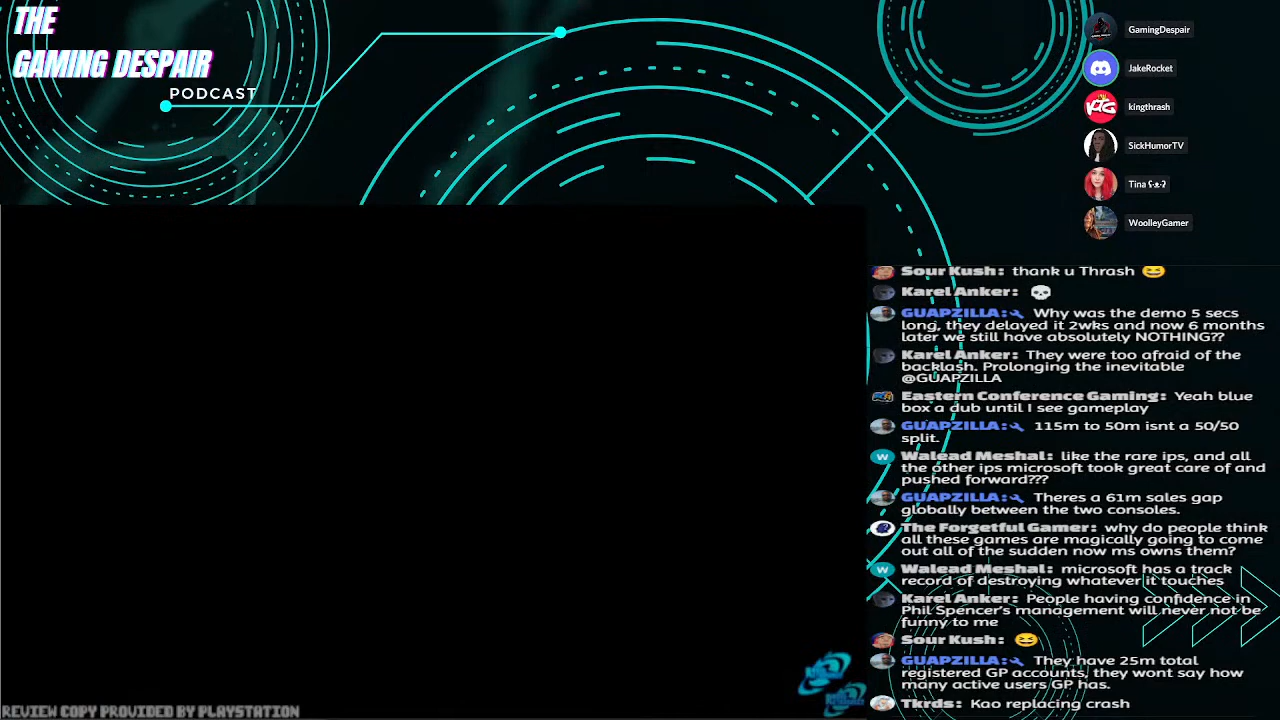 THE
GAMING DESPAIR
PODCAST
GamingDespair
JakeRocket
KTG
kingthrash
SickHumorTV
Tina ʕ·ᴥ·ʔ
WoolleyGamer
Sour Kush: thank u Thrash 😆
Karel Anker: 💀
GUAPZILLA: Why was the demo 5 secs
long, they delayed it 2wks and now 6 months
later we still have absolutely NOTHING??
Karel Anker: They were too afraid of the
backlash. Prolonging the inevitable
@GUAPZILLA
Eastern Conference Gaming: Yeah blue
box a dub until I see gameplay
GUAPZILLA: 115m to 50m isnt a 50/50
split.
W Walead Meshal: like the rare ips, and all
the other ips microsoft took great care of and
pushed forward???
GUAPZILLA: Theres a 61m sales gap
globally between the two consoles.
The Forgetful Gamer: why do people think
all these games are magically going to come
out all of the sudden now ms owns them?
W Walead Meshal: microsoft has a track
record of destroying whatever it touches
Karel Anker: People having confidence in
Phil Spencer's management will never not be
funny to me
Sour Kush: 😆
GUAPZILLA: They have 25m total
registered GP accounts, they wont say how
many active users GP has.
Tkrds: Kao replacing crash
REVIEW COPY PROVIDED BY PLAYSTATION